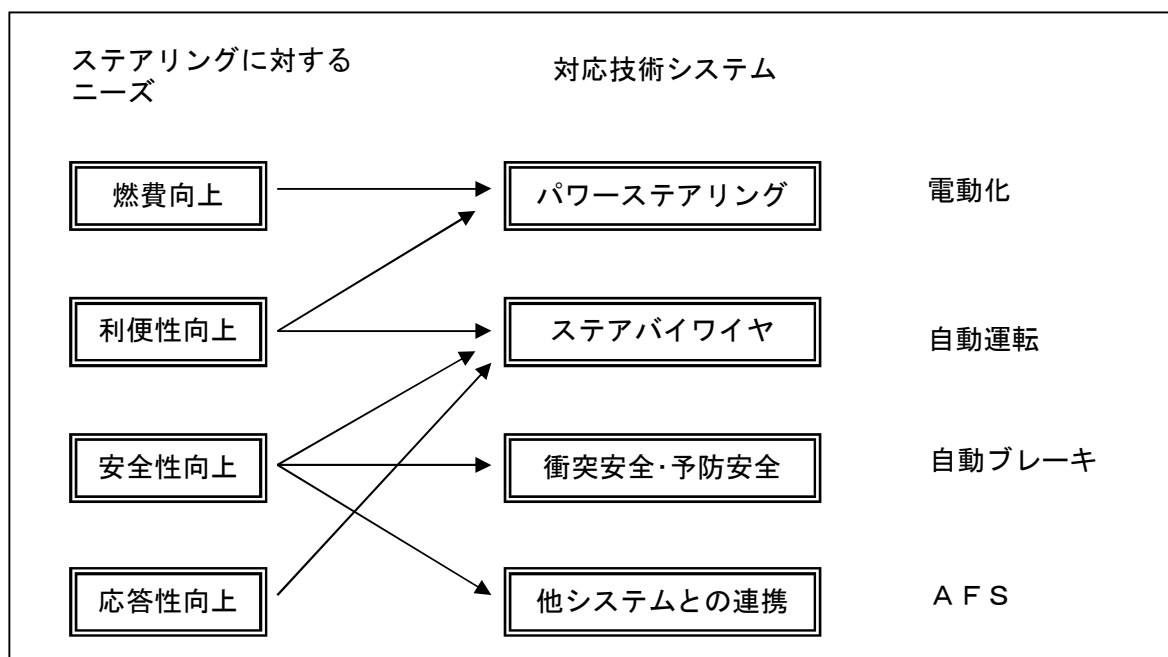 ステアリングに対する
ニーズ
対応技術システム
燃費向上
パワーステアリング
電動化
利便性向上
ステアバイワイヤ
自動運転
安全性向上
衝突安全･予防安全
自動ブレーキ
応答性向上
他システムとの連携
ＡＦＳ